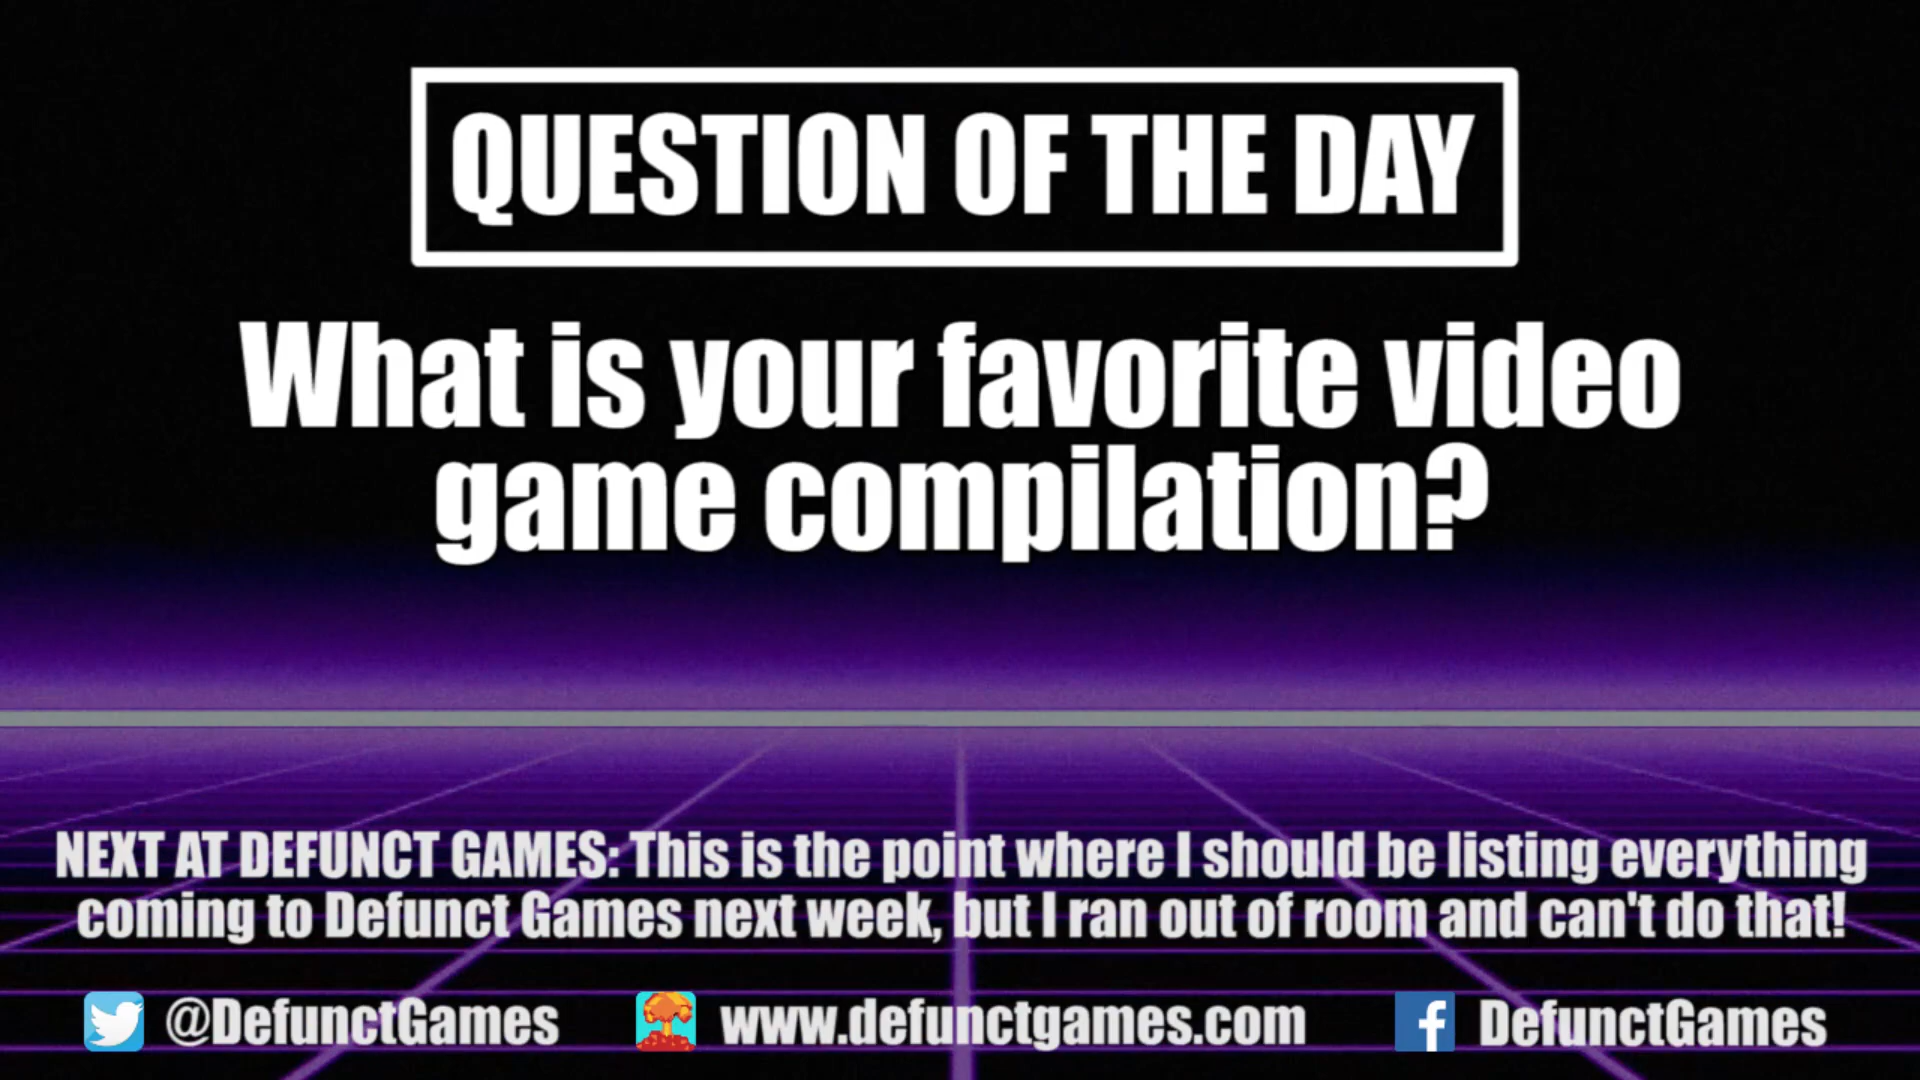 QUESTION OF THE DAY
What is your favorite video
game compilation?
NEXT AT DEFUNCT GAMES: This is the point where I should be listing everything
coming to Defunct Games next week, but I ran out of room and can't do that!
@DefunctGames www.defunctgames.com DefunctGames